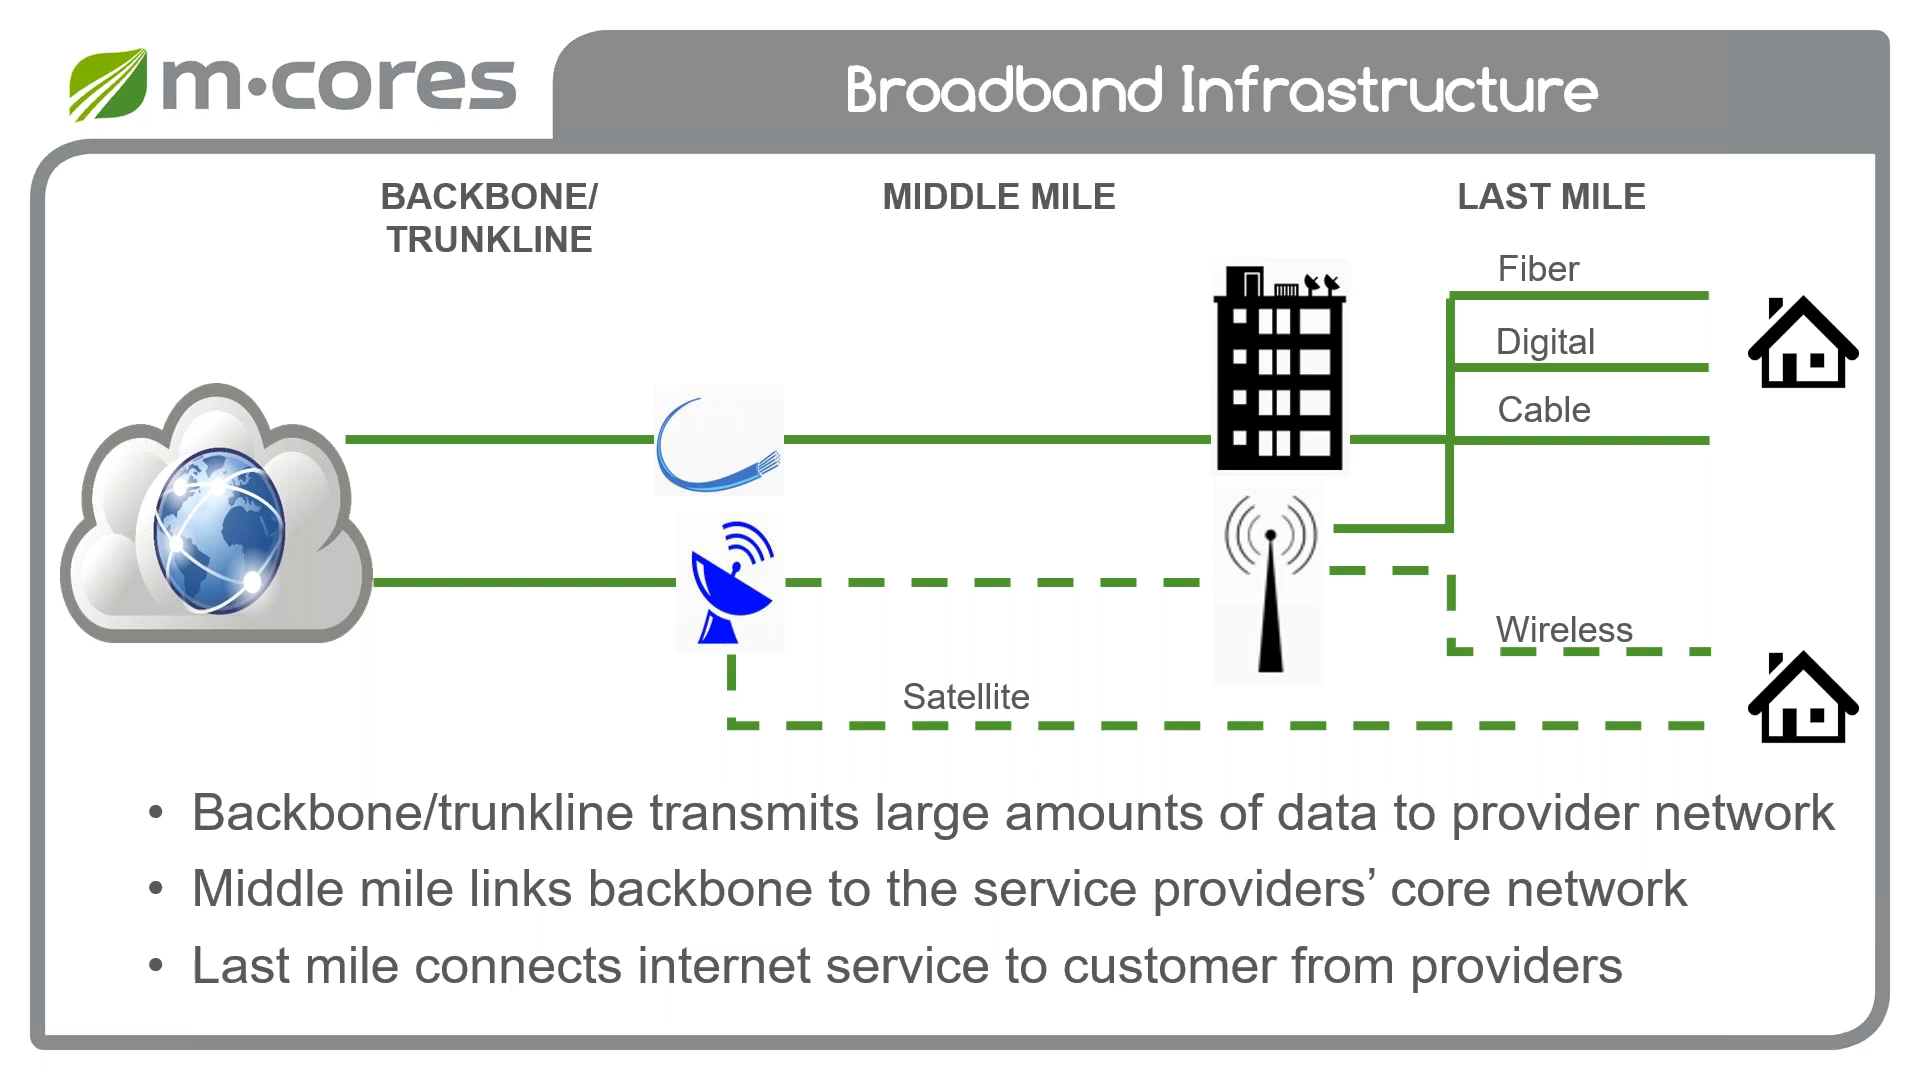 m·cores
Broadband Infrastructure
BACKBONE/
TRUNKLINE
MIDDLE MILE
LAST MILE
Fiber
Digital
Cable
Wireless
Satellite
• Backbone/trunkline transmits large amounts of data to provider network
• Middle mile links backbone to the service providers’ core network
• Last mile connects internet service to customer from providers